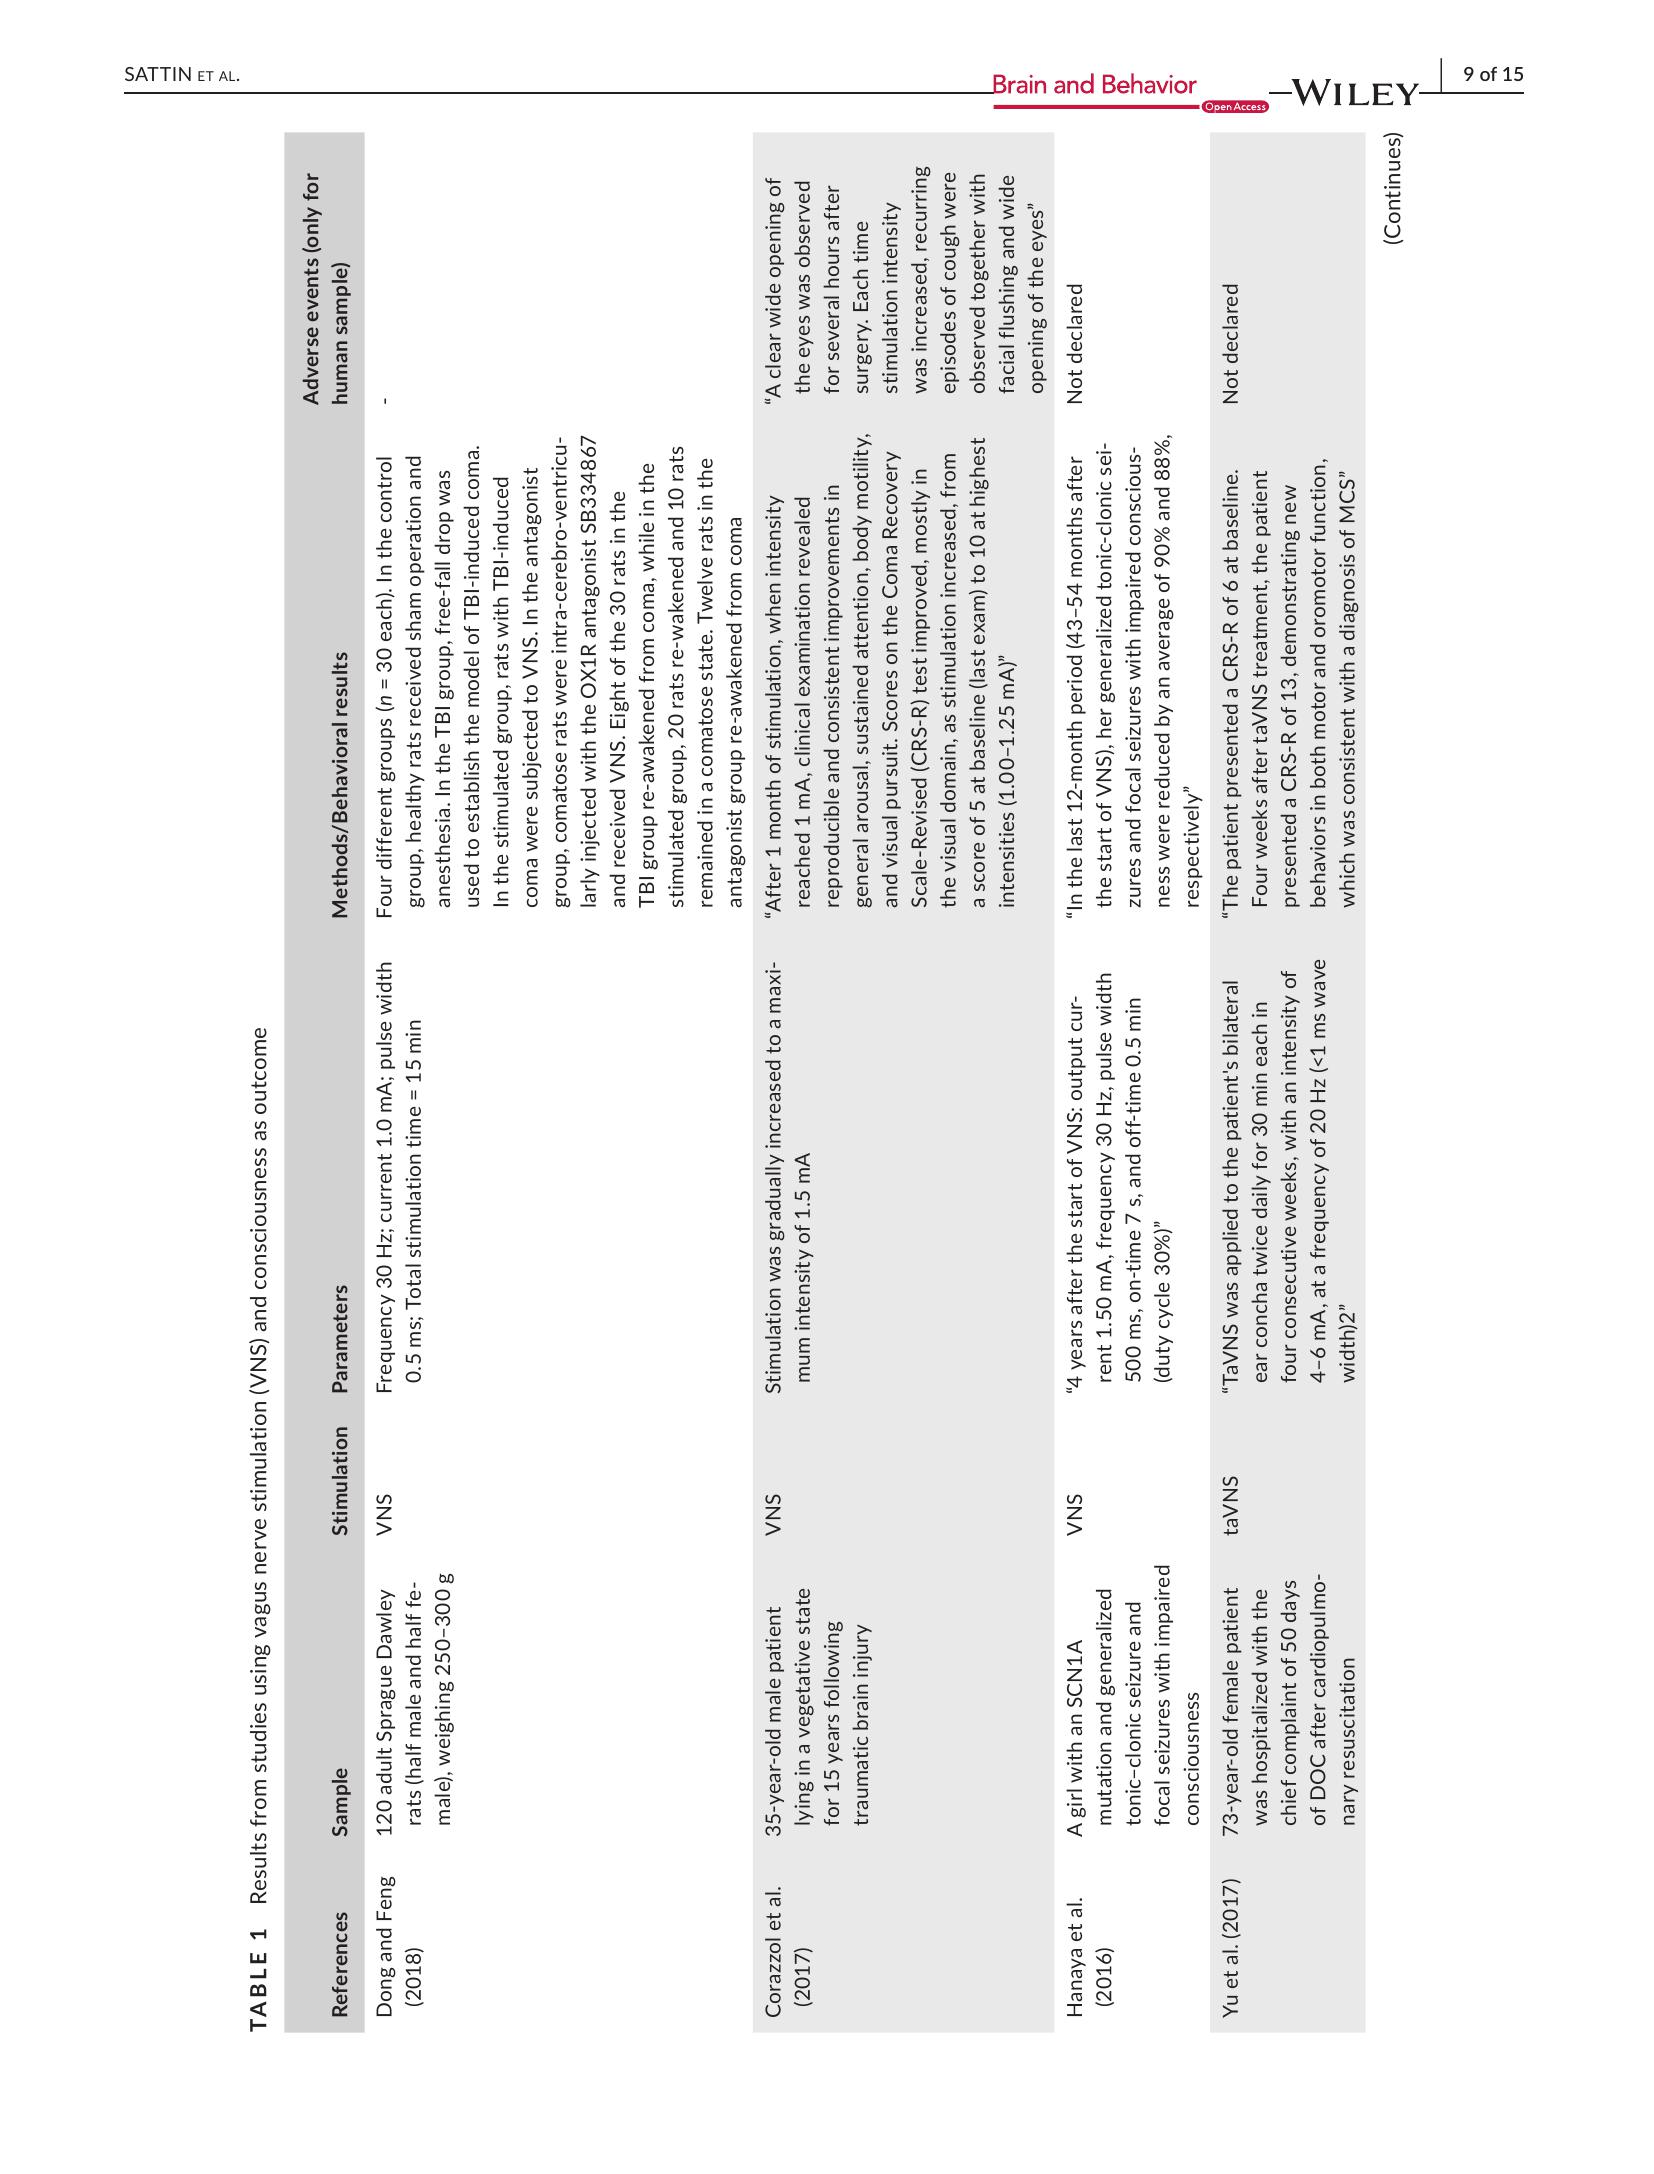 SATTIN ET AL.
Brain and Behavior
Open Access
WILEY
9 of 15
TABLE 1 Results from studies using vagus nerve stimulation (VNS) and consciousness as outcome
References
Sample
Stimulation
Parameters
Methods/Behavioral results
Adverse events (only for
human sample)
Dong and Feng
(2018)
120 adult Sprague Dawley
rats (half male and half fe-
male), weighing 250–300 g
VNS
Frequency 30 Hz; current 1.0 mA; pulse width
0.5 ms; Total stimulation time = 15 min
Four different groups (n = 30 each). In the control
group, healthy rats received sham operation and
anesthesia. In the TBI group, free-fall drop was
used to establish the model of TBI-induced coma.
In the stimulated group, rats with TBI-induced
coma were subjected to VNS. In the antagonist
group, comatose rats were intra-cerebro-ventricu-
larly injected with the OX1R antagonist SB334867
and received VNS. Eight of the 30 rats in the
TBI group re-awakened from coma, while in the
stimulated group, 20 rats re-wakened and 10 rats
remained in a comatose state. Twelve rats in the
antagonist group re-awakened from coma
-
Corazzol et al.
(2017)
35-year-old male patient
lying in a vegetative state
for 15 years following
traumatic brain injury
VNS
Stimulation was gradually increased to a maxi-
mum intensity of 1.5 mA
“After 1 month of stimulation, when intensity
reached 1 mA, clinical examination revealed
reproducible and consistent improvements in
general arousal, sustained attention, body motility,
and visual pursuit. Scores on the Coma Recovery
Scale-Revised (CRS-R) test improved, mostly in
the visual domain, as stimulation increased, from
a score of 5 at baseline (last exam) to 10 at highest
intensities (1.00–1.25 mA)”
“A clear wide opening of
the eyes was observed
for several hours after
surgery. Each time
stimulation intensity
was increased, recurring
episodes of cough were
observed together with
facial flushing and wide
opening of the eyes”
Hanaya et al.
(2016)
A girl with an SCN1A
mutation and generalized
tonic–clonic seizure and
focal seizures with impaired
consciousness
VNS
“4 years after the start of VNS: output cur-
rent 1.50 mA, frequency 30 Hz, pulse width
500 ms, on-time 7 s, and off-time 0.5 min
(duty cycle 30%)”
“In the last 12-month period (43–54 months after
the start of VNS), her generalized tonic-clonic sei-
zures and focal seizures with impaired conscious-
ness were reduced by an average of 90% and 88%,
respectively”
Not declared
Yu et al. (2017)
73-year-old female patient
was hospitalized with the
chief complaint of 50 days
of DOC after cardiopulmo-
nary resuscitation
taVNS
“TaVNS was applied to the patient's bilateral
ear concha twice daily for 30 min each in
four consecutive weeks, with an intensity of
4–6 mA, at a frequency of 20 Hz (<1 ms wave
width)2”
“The patient presented a CRS-R of 6 at baseline.
Four weeks after taVNS treatment, the patient
presented a CRS-R of 13, demonstrating new
behaviors in both motor and oromotor function,
which was consistent with a diagnosis of MCS”
Not declared
(Continues)